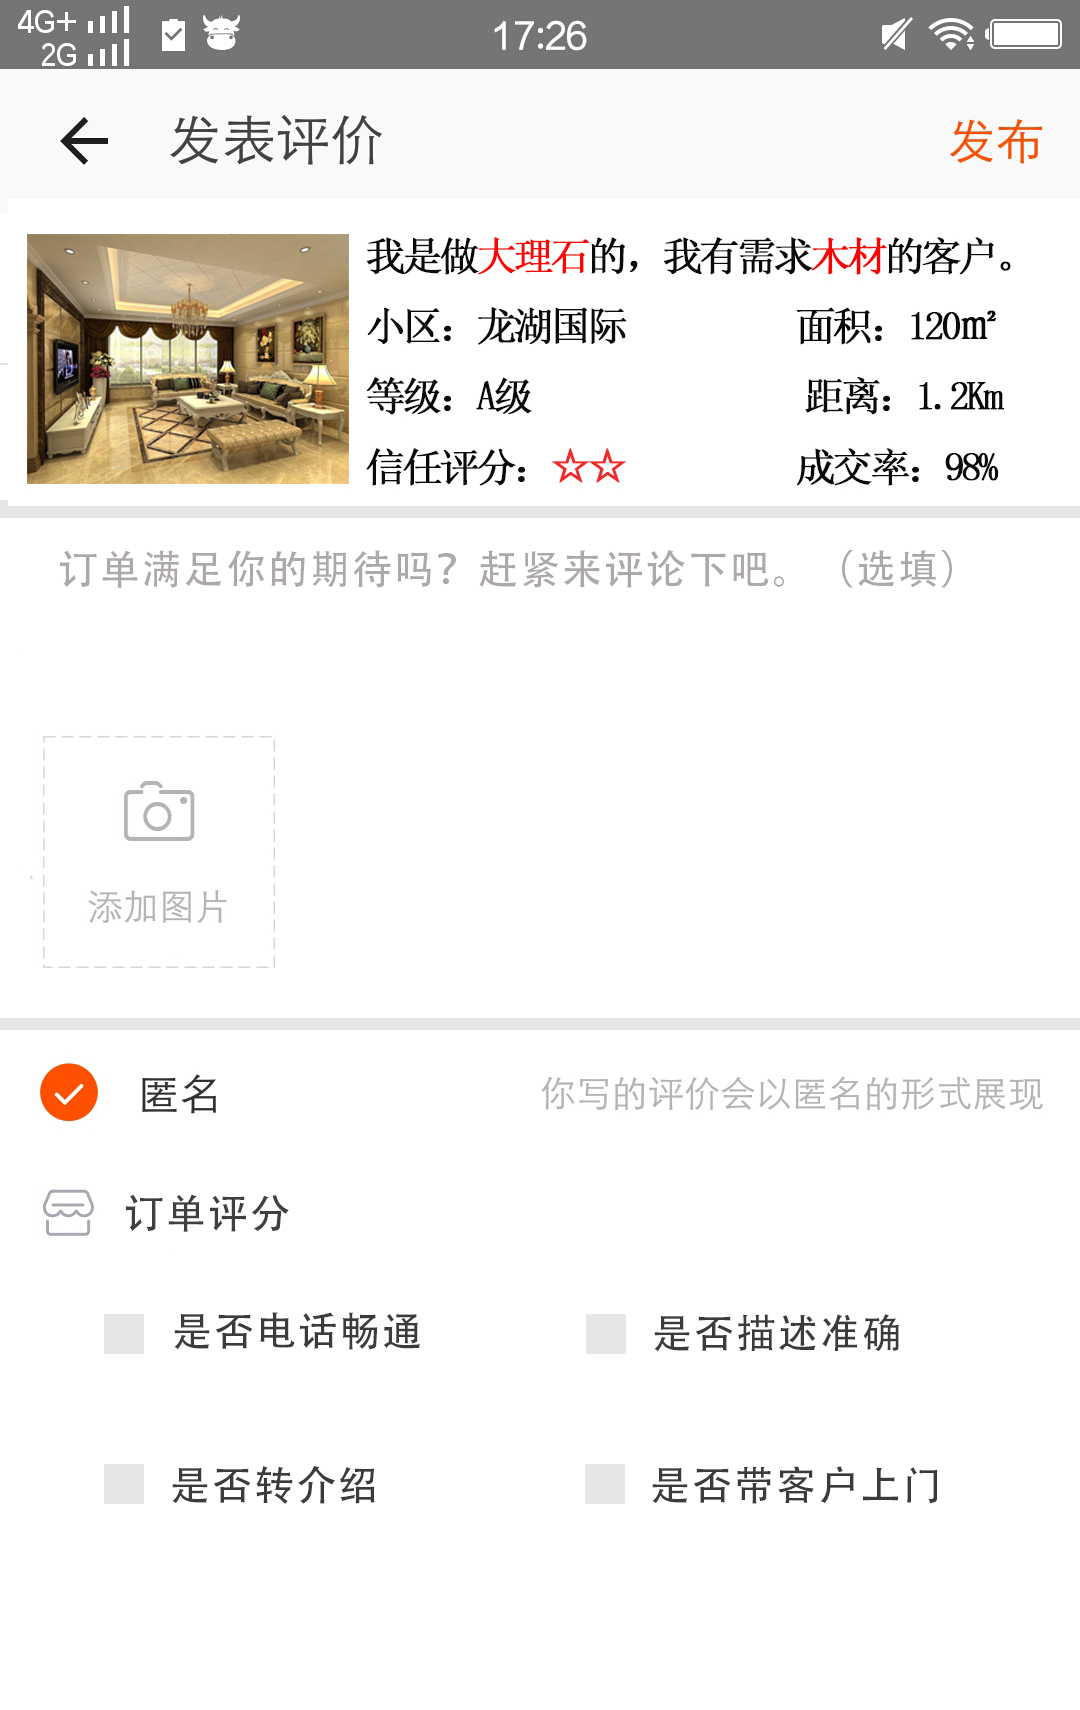 4G+
2G
17:26
发表评价
发布
我是做大理石的，我有需求木材的客户。
小区：龙湖国际 面积：120m²
等级：A级 距离：1.2Km
信任评分：☆☆ 成交率：98%
订单满足你的期待吗？赶紧来评论下吧。（选填）
添加图片
匿名 你写的评价会以匿名的形式展现
订单评分
是否电话畅通 是否描述准确
是否转介绍 是否带客户上门